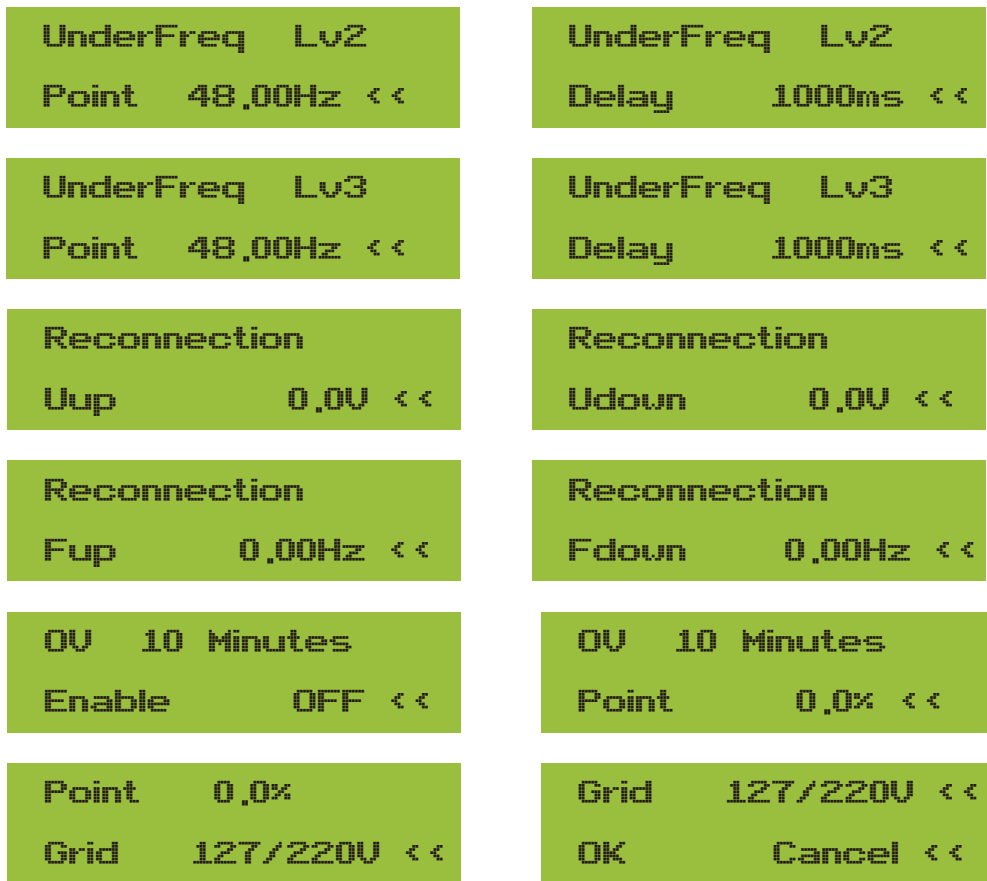 UnderFreq Lv2
Point 48.00Hz <<
UnderFreq Lv2
Delay 1000ms <<
UnderFreq Lv3
Point 48.00Hz <<
UnderFreq Lv3
Delay 1000ms <<
Reconnection
Uup 0.0V <<
Reconnection
Udown 0.0V <<
Reconnection
Fup 0.00Hz <<
Reconnection
Fdown 0.00Hz <<
OV 10 Minutes
Enable OFF <<
OV 10 Minutes
Point 0.0% <<
Point 0.0%
Grid 127/220V <<
Grid 127/220V <<
OK Cancel <<